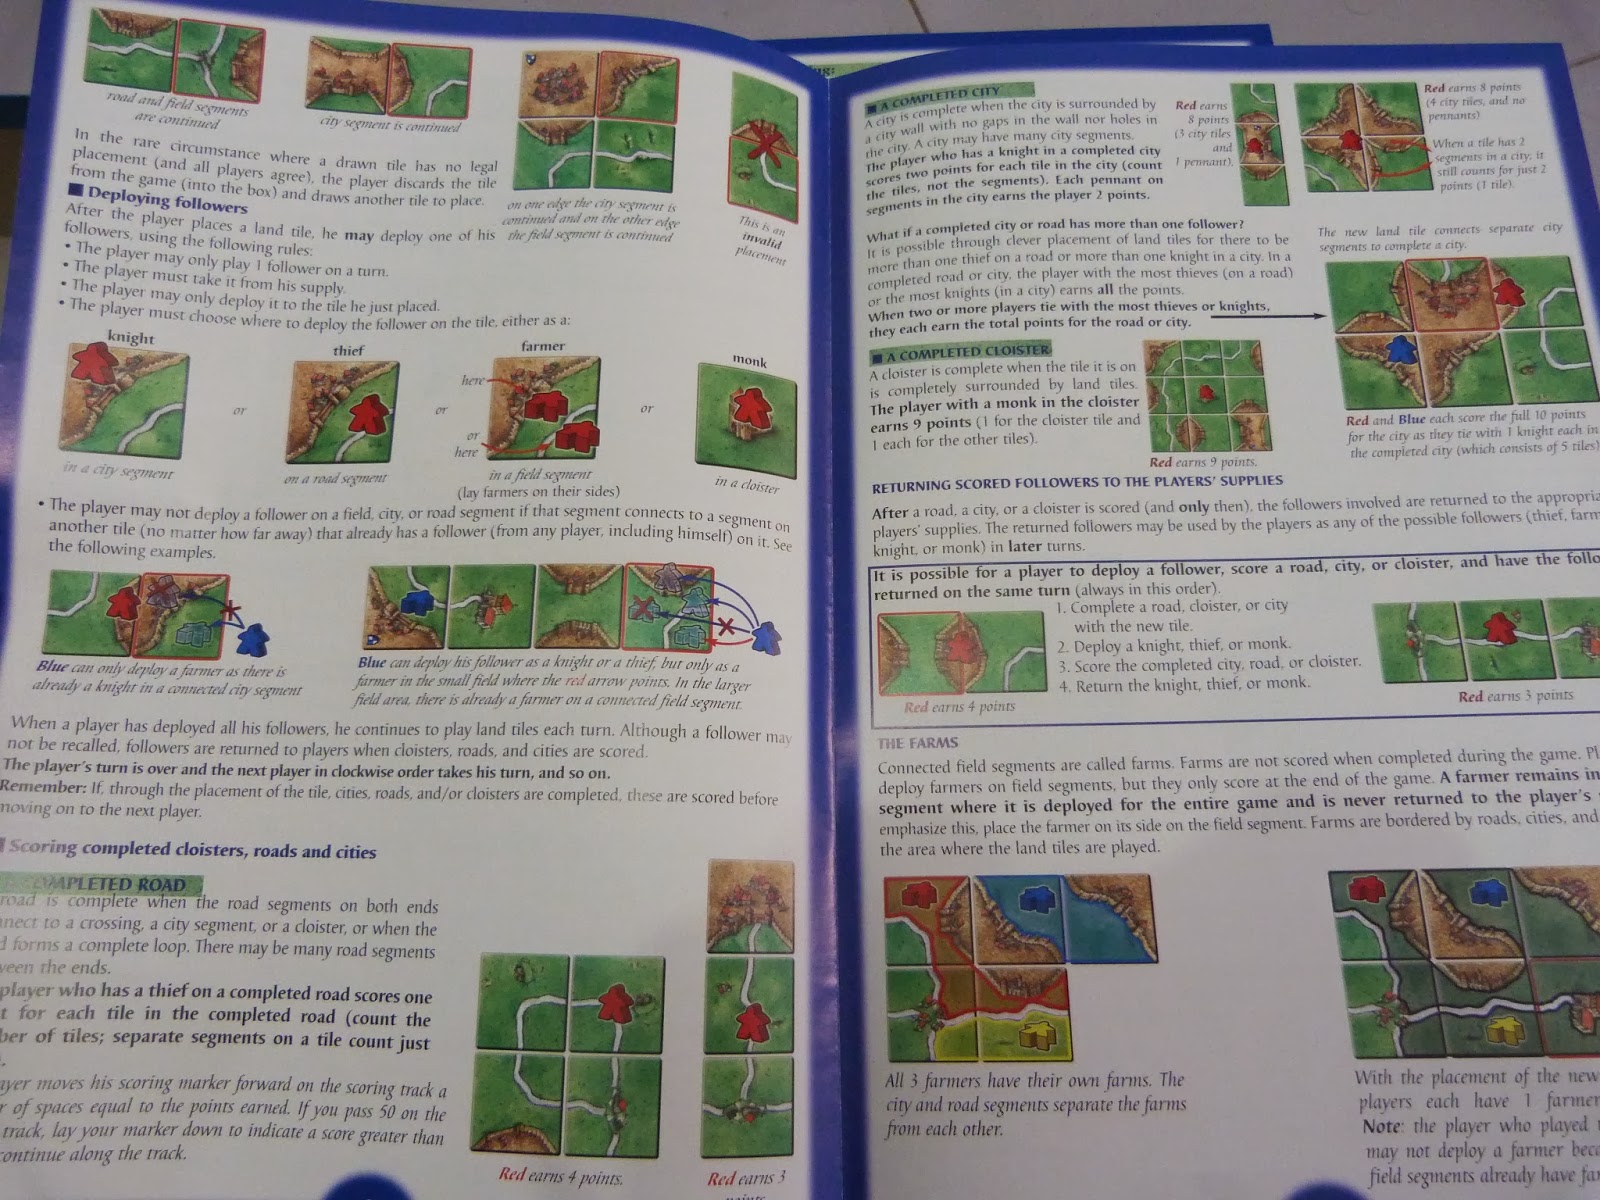 road and field segments
are continued
city segment is continued
on one edge the city segment is
continued and on the other edge
the field segment is continued
This is an
invalid
placement
In the rare circumstance where a drawn tile has no legal
placement (and all players agree), the player discards the tile
from the game (into the box) and draws another tile to place.
Deploying followers
After the player places a land tile, he may deploy one of his
followers, using the following rules:
• The player may only play 1 follower on a turn.
• The player must take it from his supply.
• The player may only deploy it to the tile he just placed.
• The player must choose where to deploy the follower on the tile, either as a:
knight
thief
farmer
monk
or
or
here
or
here
or
in a city segment
on a road segment
in a field segment
(lay farmers on their sides)
in a cloister
• The player may not deploy a follower on a field, city, or road segment if that segment connects to a segment on
another tile (no matter how far away) that already has a follower (from any player, including himself) on it. See
the following examples.
Blue can only deploy a farmer as there is
already a knight in a connected city segment
Blue can deploy his follower as a knight or a thief, but only as a
farmer in the small field where the red arrow points. In the larger
field area, there is already a farmer on a connected field segment.
When a player has deployed all his followers, he continues to play land tiles each turn. Although a follower may
not be recalled, followers are returned to players when cloisters, roads, and cities are scored.
The player's turn is over and the next player in clockwise order takes his turn, and so on.
Remember: If, through the placement of the tile, cities, roads, and/or cloisters are completed, these are scored before
moving on to the next player.
Scoring completed cloisters, roads and cities
COMPLETED ROAD
road is complete when the road segments on both ends
nnect to a crossing, a city segment, or a cloister, or when the
d forms a complete loop. There may be many road segments
ween the ends.
player who has a thief on a completed road scores one
t for each tile in the completed road (count the
ber of tiles; separate segments on a tile count just
ayer moves his scoring marker forward on the scoring track a
r of spaces equal to the points earned. If you pass 50 on the
track, lay your marker down to indicate a score greater than
continue along the track.
Red earns 4 points.
Red earns 3
points
A COMPLETED CITY
A city is complete when the city is surrounded by
a city wall with no gaps in the wall nor holes in
the city. A city may have many city segments.
The player who has a knight in a completed city
scores two points for each tile in the city (count
the tiles, not the segments). Each pennant on
segments in the city earns the player 2 points.
Red earns
8 points
(3 city tiles
and
1 pennant).
Red earns 8 points
(4 city tiles, and no
pennants)
When a tile has 2
segments in a city, it
still counts for just 2
points (1 tile).
What if a completed city or road has more than one follower?
It is possible through clever placement of land tiles for there to be
more than one thief on a road or more than one knight in a city. In a
completed road or city, the player with the most thieves (on a road)
or the most knights (in a city) earns all the points.
When two or more players tie with the most thieves or knights,
they each earn the total points for the road or city.
The new land tile connects separate city
segments to complete a city.
Red and Blue each score the full 10 points
for the city as they tie with 1 knight each in
the completed city (which consists of 5 tiles)
A COMPLETED CLOISTER
A cloister is complete when the tile it is on
is completely surrounded by land tiles.
The player with a monk in the cloister
earns 9 points (1 for the cloister tile and
1 each for the other tiles).
Red earns 9 points.
RETURNING SCORED FOLLOWERS TO THE PLAYERS' SUPPLIES
After a road, a city, or a cloister is scored (and only then), the followers involved are returned to the appropria
players' supplies. The returned followers may be used by the players as any of the possible followers (thief, farm
knight, or monk) in later turns.
It is possible for a player to deploy a follower, score a road, city, or cloister, and have the follo
returned on the same turn (always in this order).
1. Complete a road, cloister, or city
with the new tile.
2. Deploy a knight, thief, or monk.
3. Score the completed city, road, or cloister.
4. Return the knight, thief, or monk.
Red earns 4 points
Red earns 3 points
THE FARMS
Connected field segments are called farms. Farms are not scored when completed during the game. Pl
deploy farmers on field segments, but they only score at the end of the game. A farmer remains in
segment where it is deployed for the entire game and is never returned to the player's
emphasize this, place the farmer on its side on the field segment. Farms are bordered by roads, cities, and
the area where the land tiles are played.
All 3 farmers have their own farms. The
city and road segments separate the farms
from each other.
With the placement of the new
players each have 1 farmer
Note: the player who played
may not deploy a farmer beca
field segments already have fa